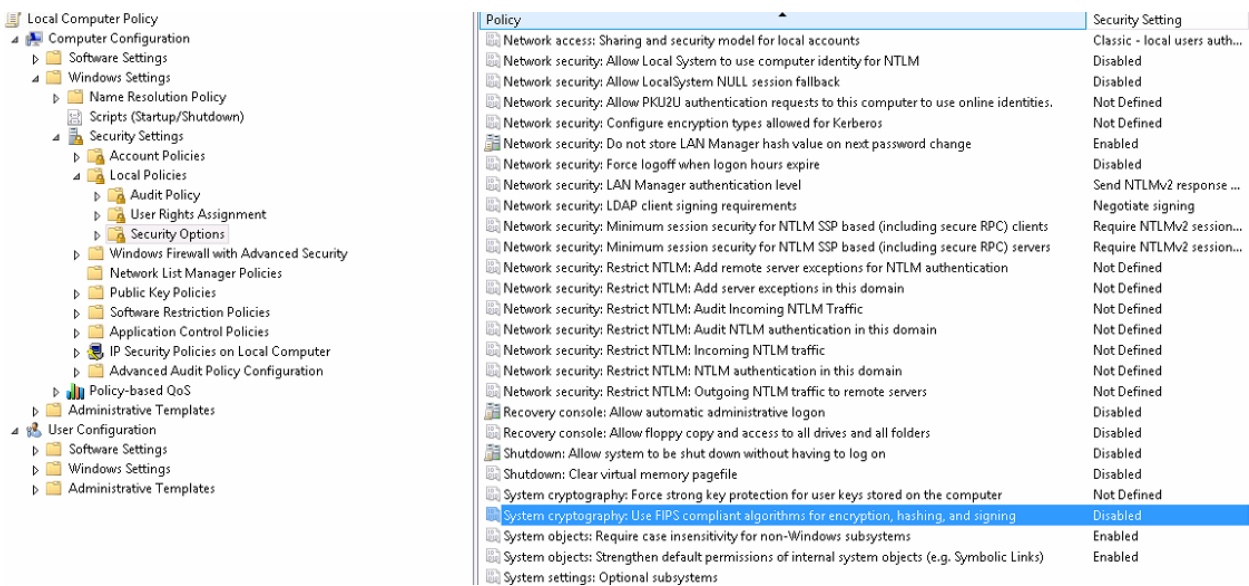 Local Computer Policy
Computer Configuration
Software Settings
Windows Settings
Name Resolution Policy
Scripts (Startup/Shutdown)
Security Settings
Account Policies
Local Policies
Audit Policy
User Rights Assignment
Security Options
Windows Firewall with Advanced Security
Network List Manager Policies
Public Key Policies
Software Restriction Policies
Application Control Policies
IP Security Policies on Local Computer
Advanced Audit Policy Configuration
Policy-based QoS
Administrative Templates
User Configuration
Software Settings
Windows Settings
Administrative Templates
Policy Security Setting
Network access: Sharing and security model for local accounts Classic - local users auth...
Network security: Allow Local System to use computer identity for NTLM Disabled
Network security: Allow LocalSystem NULL session fallback Disabled
Network security: Allow PKU2U authentication requests to this computer to use online identities. Not Defined
Network security: Configure encryption types allowed for Kerberos Not Defined
Network security: Do not store LAN Manager hash value on next password change Enabled
Network security: Force logoff when logon hours expire Disabled
Network security: LAN Manager authentication level Send NTLMv2 response ...
Network security: LDAP client signing requirements Negotiate signing
Network security: Minimum session security for NTLM SSP based (including secure RPC) clients Require NTLMv2 session...
Network security: Minimum session security for NTLM SSP based (including secure RPC) servers Require NTLMv2 session...
Network security: Restrict NTLM: Add remote server exceptions for NTLM authentication Not Defined
Network security: Restrict NTLM: Add server exceptions in this domain Not Defined
Network security: Restrict NTLM: Audit Incoming NTLM Traffic Not Defined
Network security: Restrict NTLM: Audit NTLM authentication in this domain Not Defined
Network security: Restrict NTLM: Incoming NTLM traffic Not Defined
Network security: Restrict NTLM: NTLM authentication in this domain Not Defined
Network security: Restrict NTLM: Outgoing NTLM traffic to remote servers Not Defined
Recovery console: Allow automatic administrative logon Disabled
Recovery console: Allow floppy copy and access to all drives and all folders Disabled
Shutdown: Allow system to be shut down without having to log on Disabled
Shutdown: Clear virtual memory pagefile Disabled
System cryptography: Force strong key protection for user keys stored on the computer Not Defined
System cryptography: Use FIPS compliant algorithms for encryption, hashing, and signing Disabled
System objects: Require case insensitivity for non-Windows subsystems Enabled
System objects: Strengthen default permissions of internal system objects (e.g. Symbolic Links) Enabled
System settings: Optional subsystems